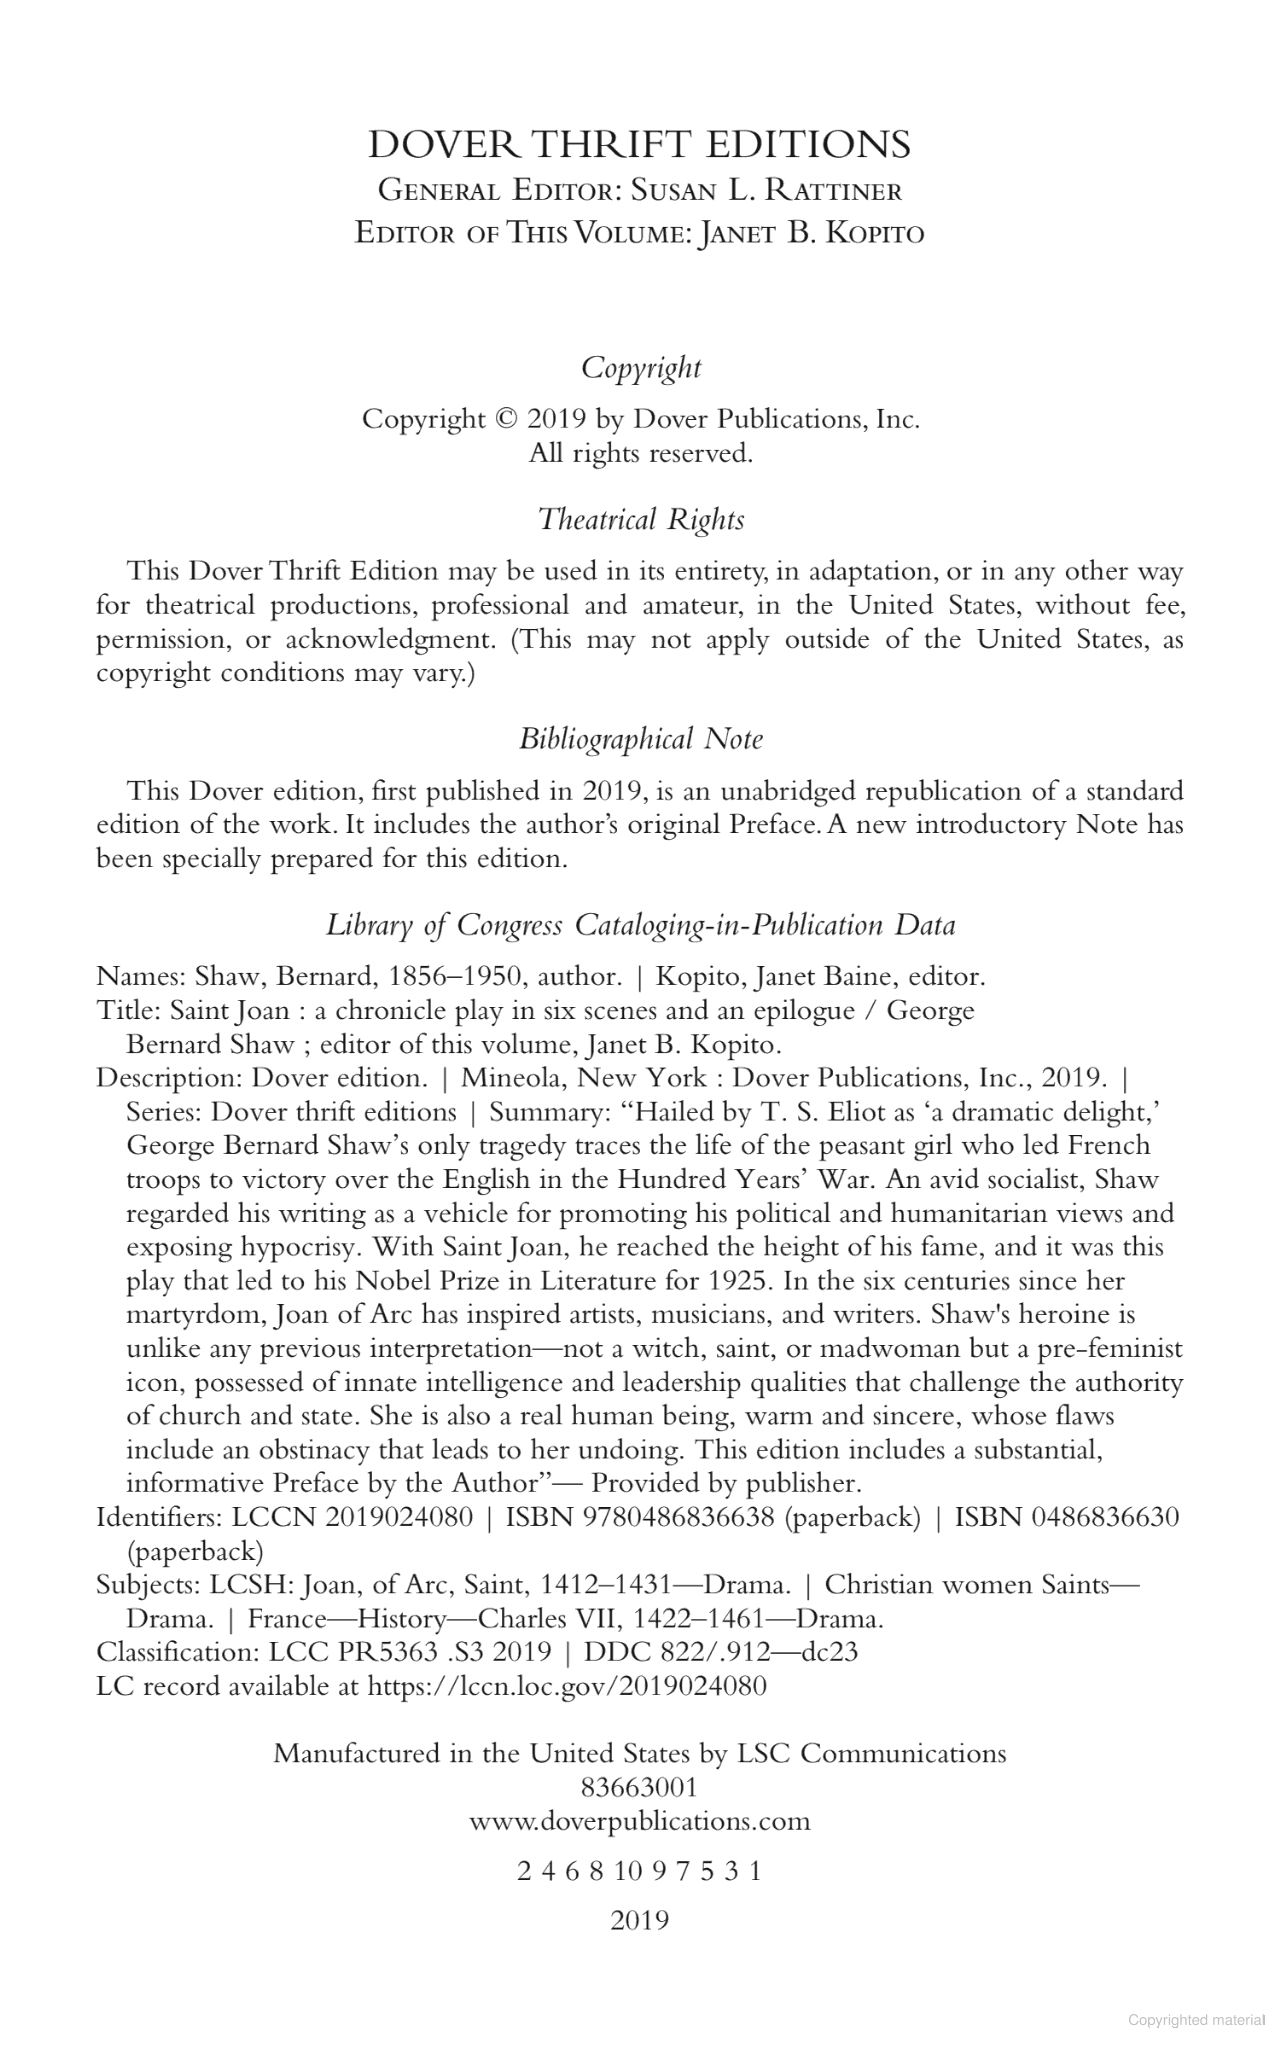 DOVER THRIFT EDITIONS
General Editor: Susan L. Rattiner
Editor of This Volume: Janet B. Kopito
Copyright
Copyright © 2019 by Dover Publications, Inc.
All rights reserved.
Theatrical Rights
This Dover Thrift Edition may be used in its entirety, in adaptation, or in any other way
for theatrical productions, professional and amateur, in the United States, without fee,
permission, or acknowledgment. (This may not apply outside of the United States, as
copyright conditions may vary.)
Bibliographical Note
This Dover edition, first published in 2019, is an unabridged republication of a standard
edition of the work. It includes the author’s original Preface. A new introductory Note has
been specially prepared for this edition.
Library of Congress Cataloging-in-Publication Data
Names: Shaw, Bernard, 1856–1950, author. | Kopito, Janet Baine, editor.
Title: Saint Joan : a chronicle play in six scenes and an epilogue / George
Bernard Shaw ; editor of this volume, Janet B. Kopito.
Description: Dover edition. | Mineola, New York : Dover Publications, Inc., 2019. |
Series: Dover thrift editions | Summary: “Hailed by T. S. Eliot as ‘a dramatic delight,’
George Bernard Shaw’s only tragedy traces the life of the peasant girl who led French
troops to victory over the English in the Hundred Years’ War. An avid socialist, Shaw
regarded his writing as a vehicle for promoting his political and humanitarian views and
exposing hypocrisy. With Saint Joan, he reached the height of his fame, and it was this
play that led to his Nobel Prize in Literature for 1925. In the six centuries since her
martyrdom, Joan of Arc has inspired artists, musicians, and writers. Shaw's heroine is
unlike any previous interpretation—not a witch, saint, or madwoman but a pre-feminist
icon, possessed of innate intelligence and leadership qualities that challenge the authority
of church and state. She is also a real human being, warm and sincere, whose flaws
include an obstinacy that leads to her undoing. This edition includes a substantial,
informative Preface by the Author”— Provided by publisher.
Identifiers: LCCN 2019024080 | ISBN 9780486836638 (paperback) | ISBN 0486836630
(paperback)
Subjects: LCSH: Joan, of Arc, Saint, 1412–1431—Drama. | Christian women Saints—
Drama. | France—History—Charles VII, 1422–1461—Drama.
Classification: LCC PR5363 .S3 2019 | DDC 822/.912—dc23
LC record available at https://lccn.loc.gov/2019024080
Manufactured in the United States by LSC Communications
83663001
www.doverpublications.com
2 4 6 8 10 9 7 5 3 1
2019
Copyrighted material